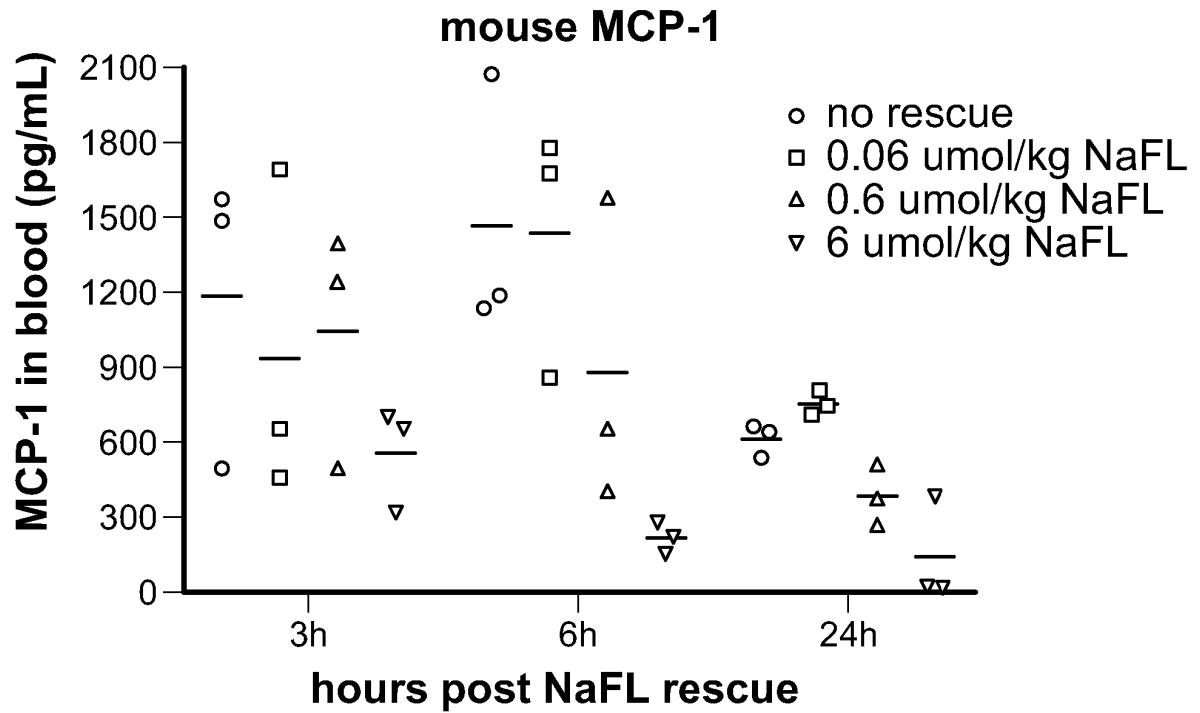 mouse MCP-1
MCP-1 in blood (pg/mL)
2100
1800
1500
1200
900
600
300
0
no rescue
0.06 umol/kg NaFL
0.6 umol/kg NaFL
6 umol/kg NaFL
3h
6h
24h
hours post NaFL rescue